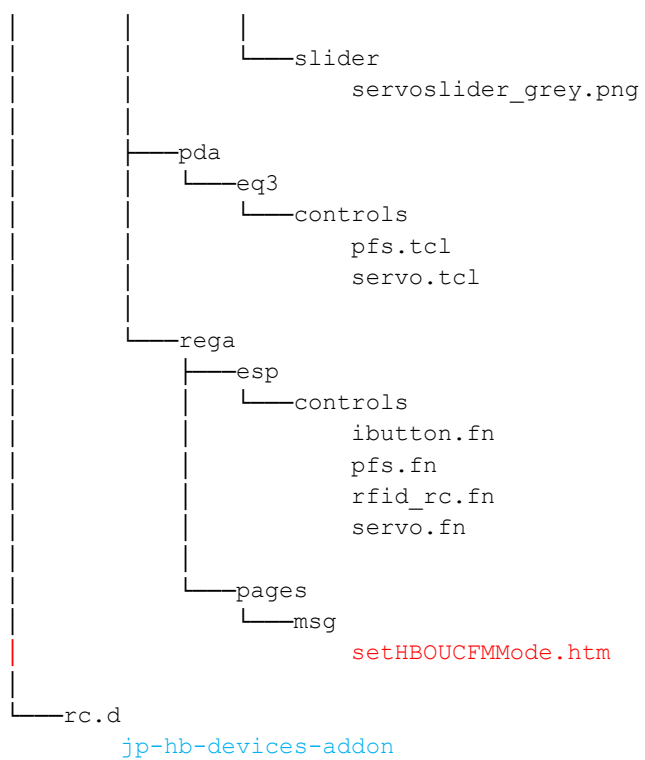 slider
servoslider_grey.png
pda
eq3
controls
pfs.tcl
servo.tcl
rega
esp
controls
ibutton.fn
pfs.fn
rfid_rc.fn
servo.fn
pages
msg
setHBOUCFMMode.htm
rc.d
jp-hb-devices-addon